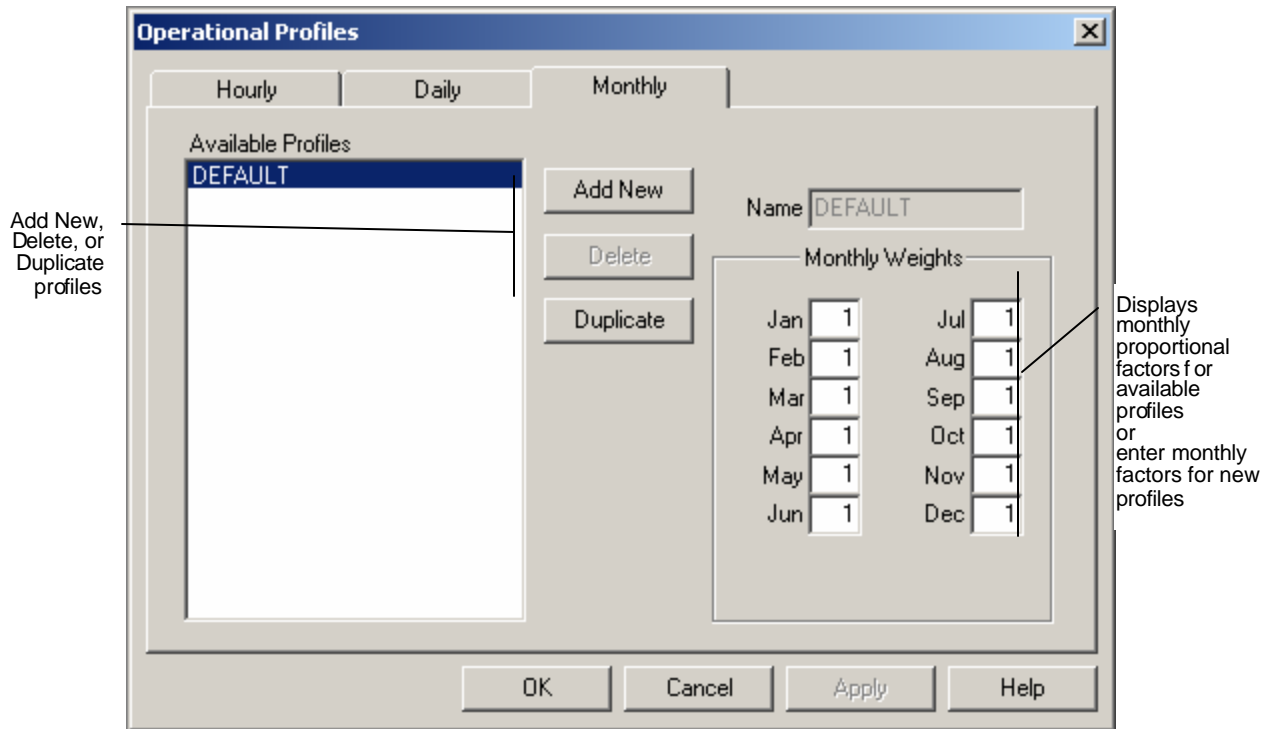 Operational Profiles
Hourly Daily Monthly
Available Profiles
DEFAULT
Add New
Delete
Duplicate
Name DEFAULT
Monthly Weights
Jan 1 Jul 1
Feb 1 Aug 1
Mar 1 Sep 1
Apr 1 Oct 1
May 1 Nov 1
Jun 1 Dec 1
OK Cancel Apply Help
Add New,
Delete, or
Duplicate
profiles
Displays
monthly
proportional
factors for
available
profiles
or
enter monthly
factors for new
profiles